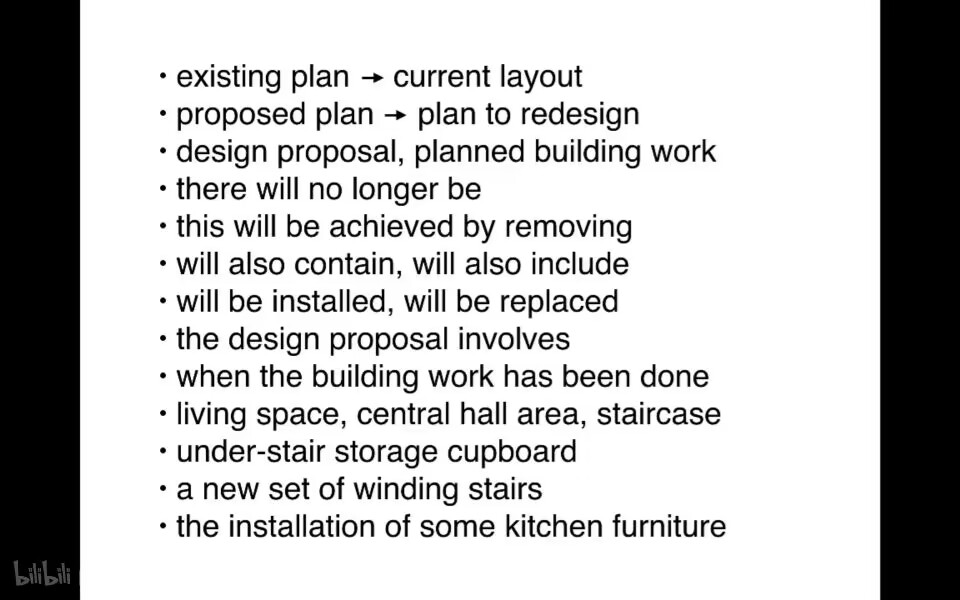 • existing plan → current layout
• proposed plan → plan to redesign
• design proposal, planned building work
• there will no longer be
• this will be achieved by removing
• will also contain, will also include
• will be installed, will be replaced
• the design proposal involves
• when the building work has been done
• living space, central hall area, staircase
• under-stair storage cupboard
• a new set of winding stairs
• the installation of some kitchen furniture
bilibili